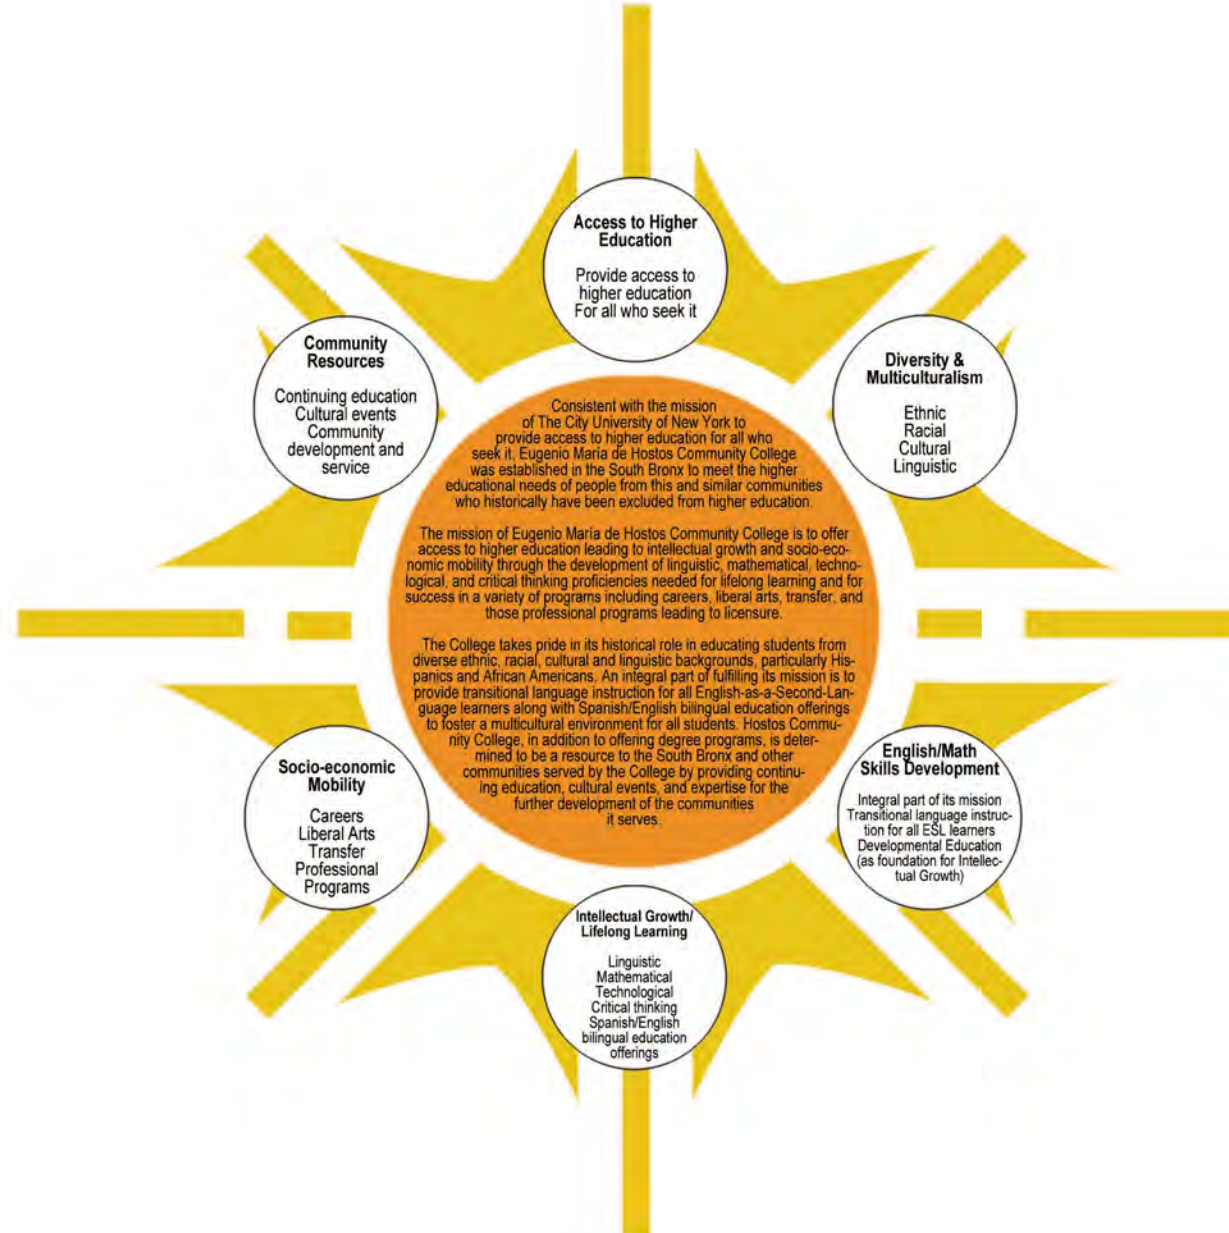 Access to Higher
Education
Provide access to
higher education
For all who seek it
Community
Resources
Continuing education
Cultural events
Community
development and
service
Diversity &
Multiculturalism
Ethnic
Racial
Cultural
Linguistic
Consistent with the mission
of The City University of New York to
provide access to higher education for all who
seek it, Eugenio María de Hostos Community College
was established in the South Bronx to meet the higher
educational needs of people from this and similar communities
who historically have been excluded from higher education.
The mission of Eugenio María de Hostos Community College is to offer
access to higher education leading to intellectual growth and socio-eco-
nomic mobility through the development of linguistic, mathematical, techno-
logical, and critical thinking proficiencies needed for lifelong learning and for
success in a variety of programs including careers, liberal arts, transfer, and
those professional programs leading to licensure.
The College takes pride in its historical role in educating students from
diverse ethnic, racial, cultural and linguistic backgrounds, particularly His-
panics and African Americans. An integral part of fulfilling its mission is to
provide transitional language instruction for all English-as-a-Second-Lan-
guage learners along with Spanish/English bilingual education offerings
to foster a multicultural environment for all students. Hostos Commu-
nity College, in addition to offering degree programs, is deter-
mined to be a resource to the South Bronx and other
communities served by the College by providing continu-
ing education, cultural events, and expertise for the
further development of the communities
it serves.
Socio-economic
Mobility
Careers
Liberal Arts
Transfer
Professional
Programs
English/Math
Skills Development
Integral part of its mission
Transitional language instruc-
tion for all ESL learners
Developmental Education
(as foundation for Intellec-
tual Growth)
Intellectual Growth/
Lifelong Learning
Linguistic
Mathematical
Technological
Critical thinking
Spanish/English
bilingual education
offerings